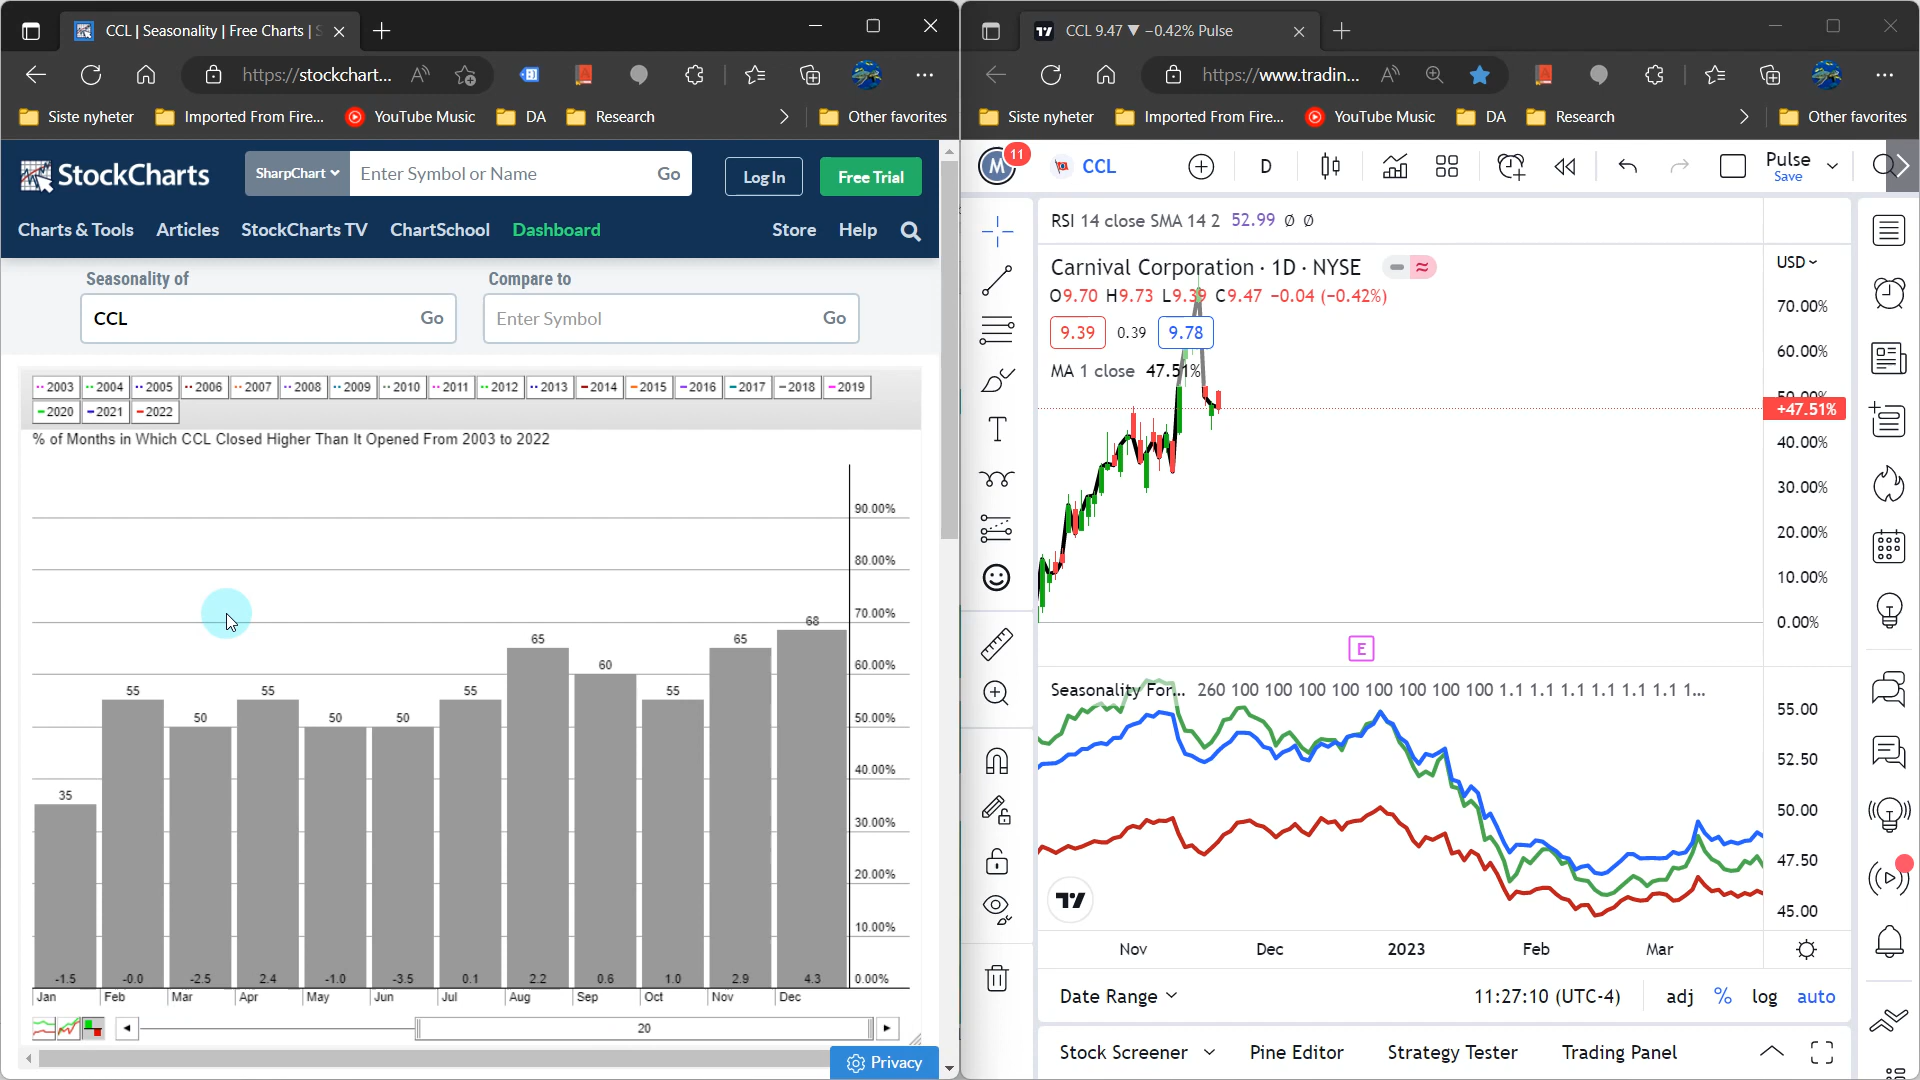 CCL | Seasonality | Free Charts | S
https://stockchart...
Siste nyheter
Imported From Fire...
YouTube Music
DA
Research
Other favorites
StockCharts
SharpChart
Enter Symbol or Name
Go
Log In
Free Trial
Charts & Tools
Articles
StockCharts TV
ChartSchool
Dashboard
Store
Help
Seasonality of
Compare to
CCL
Go
Enter Symbol
Go
2003 2004 2005 2006 2007 2008 2009 2010 2011 2012 2013 2014 2015 2016 2017 2018 2019
2020 2021 2022
% of Months in Which CCL Closed Higher Than It Opened From 2003 to 2022
90.00%
80.00%
70.00%
60.00%
50.00%
40.00%
30.00%
20.00%
10.00%
0.00%
35 55 50 55 50 50 55 65 60 55 65 68
-1.5 -0.0 -2.5 2.4 -1.0 -3.5 0.1 2.2 0.6 1.0 2.9 4.3
Jan Feb Mar Apr May Jun Jul Aug Sep Oct Nov Dec
20
Privacy
CCL 9.47 ▼ −0.42% Pulse
https://www.tradin...
Siste nyheter
Imported From Fire...
YouTube Music
DA
Research
Other favorites
M
11
CCL
D
Pulse
Save
RSI 14 close SMA 14 2 52.99 Ø Ø
Carnival Corporation · 1D · NYSE
O9.70 H9.73 L9.39 C9.47 −0.04 (−0.42%)
9.39
0.39
9.78
MA 1 close 47.51%
USD
70.00%
60.00%
50.00%
+47.51%
40.00%
30.00%
20.00%
10.00%
0.00%
E
Seasonality For... 260 100 100 100 100 100 100 100 100 1.1 1.1 1.1 1.1 1.1 1.1 1...
55.00
52.50
50.00
47.50
45.00
Nov
Dec
2023
Feb
Mar
Date Range
11:27:10 (UTC-4)
adj
%
log
auto
Stock Screener
Pine Editor
Strategy Tester
Trading Panel